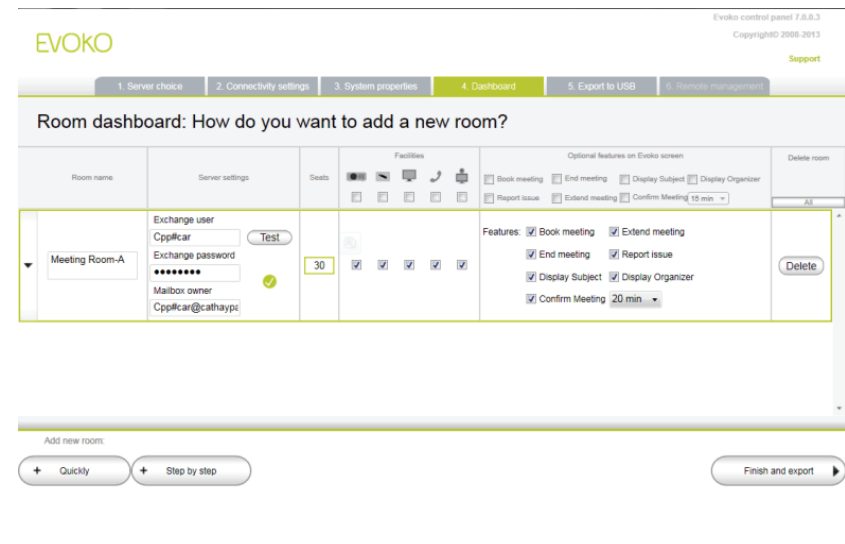 Evoko control panel 7.0.0.3
Copyright© 2008-2013
EVOKO
Support
1. Server choice
2. Connectivity settings
3. System properties
4. Dashboard
5. Export to USB
6. Remote management
Room dashboard: How do you want to add a new room?
Room name
Server settings
Seats
Facilities
Optional features on Evoko screen
Delete room
Book meeting
End meeting
Display Subject
Display Organizer
Report issue
Extend meeting
Confirm Meeting
15 min
All
Meeting Room-A
Exchange user
Cpp#car
Test
Exchange password
Mailbox owner
Cpp#car@cathaypa
30
Features:
Book meeting
Extend meeting
End meeting
Report issue
Display Subject
Display Organizer
Confirm Meeting
20 min
Delete
Add new room:
+ Quickly
+ Step by step
Finish and export